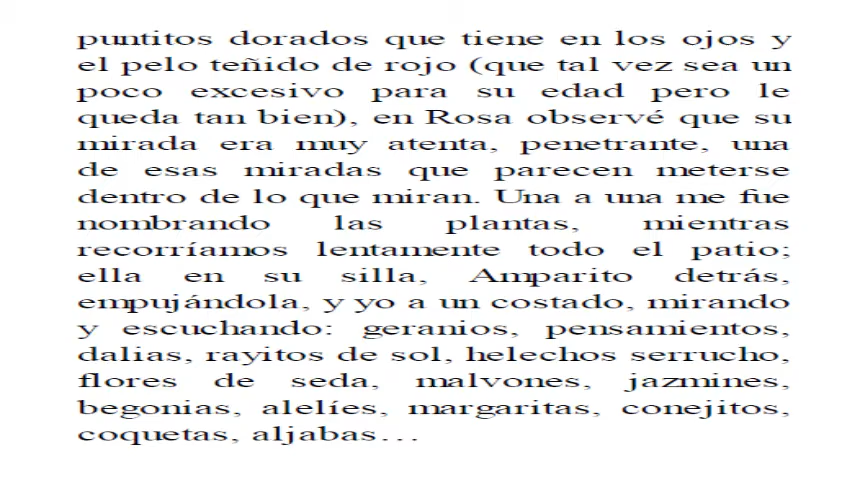 puntitos dorados que tiene en los ojos y
el pelo teñido de rojo (que tal vez sea un
poco excesivo para su edad pero le
queda tan bien), en Rosa observé que su
mirada era muy atenta, penetrante, una
de esas miradas que parecen meterse
dentro de lo que miran. Una a una me fue
nombrando las plantas, mientras
recorríamos lentamente todo el patio;
ella en su silla, Amparito detrás,
empujándola, y yo a un costado, mirando
y escuchando: geranios, pensamientos,
dalias, rayitos de sol, helechos serrucho,
flores de seda, malvones, jazmines,
begonias, alelíes, margaritas, conejitos,
coquetas, aljabas…